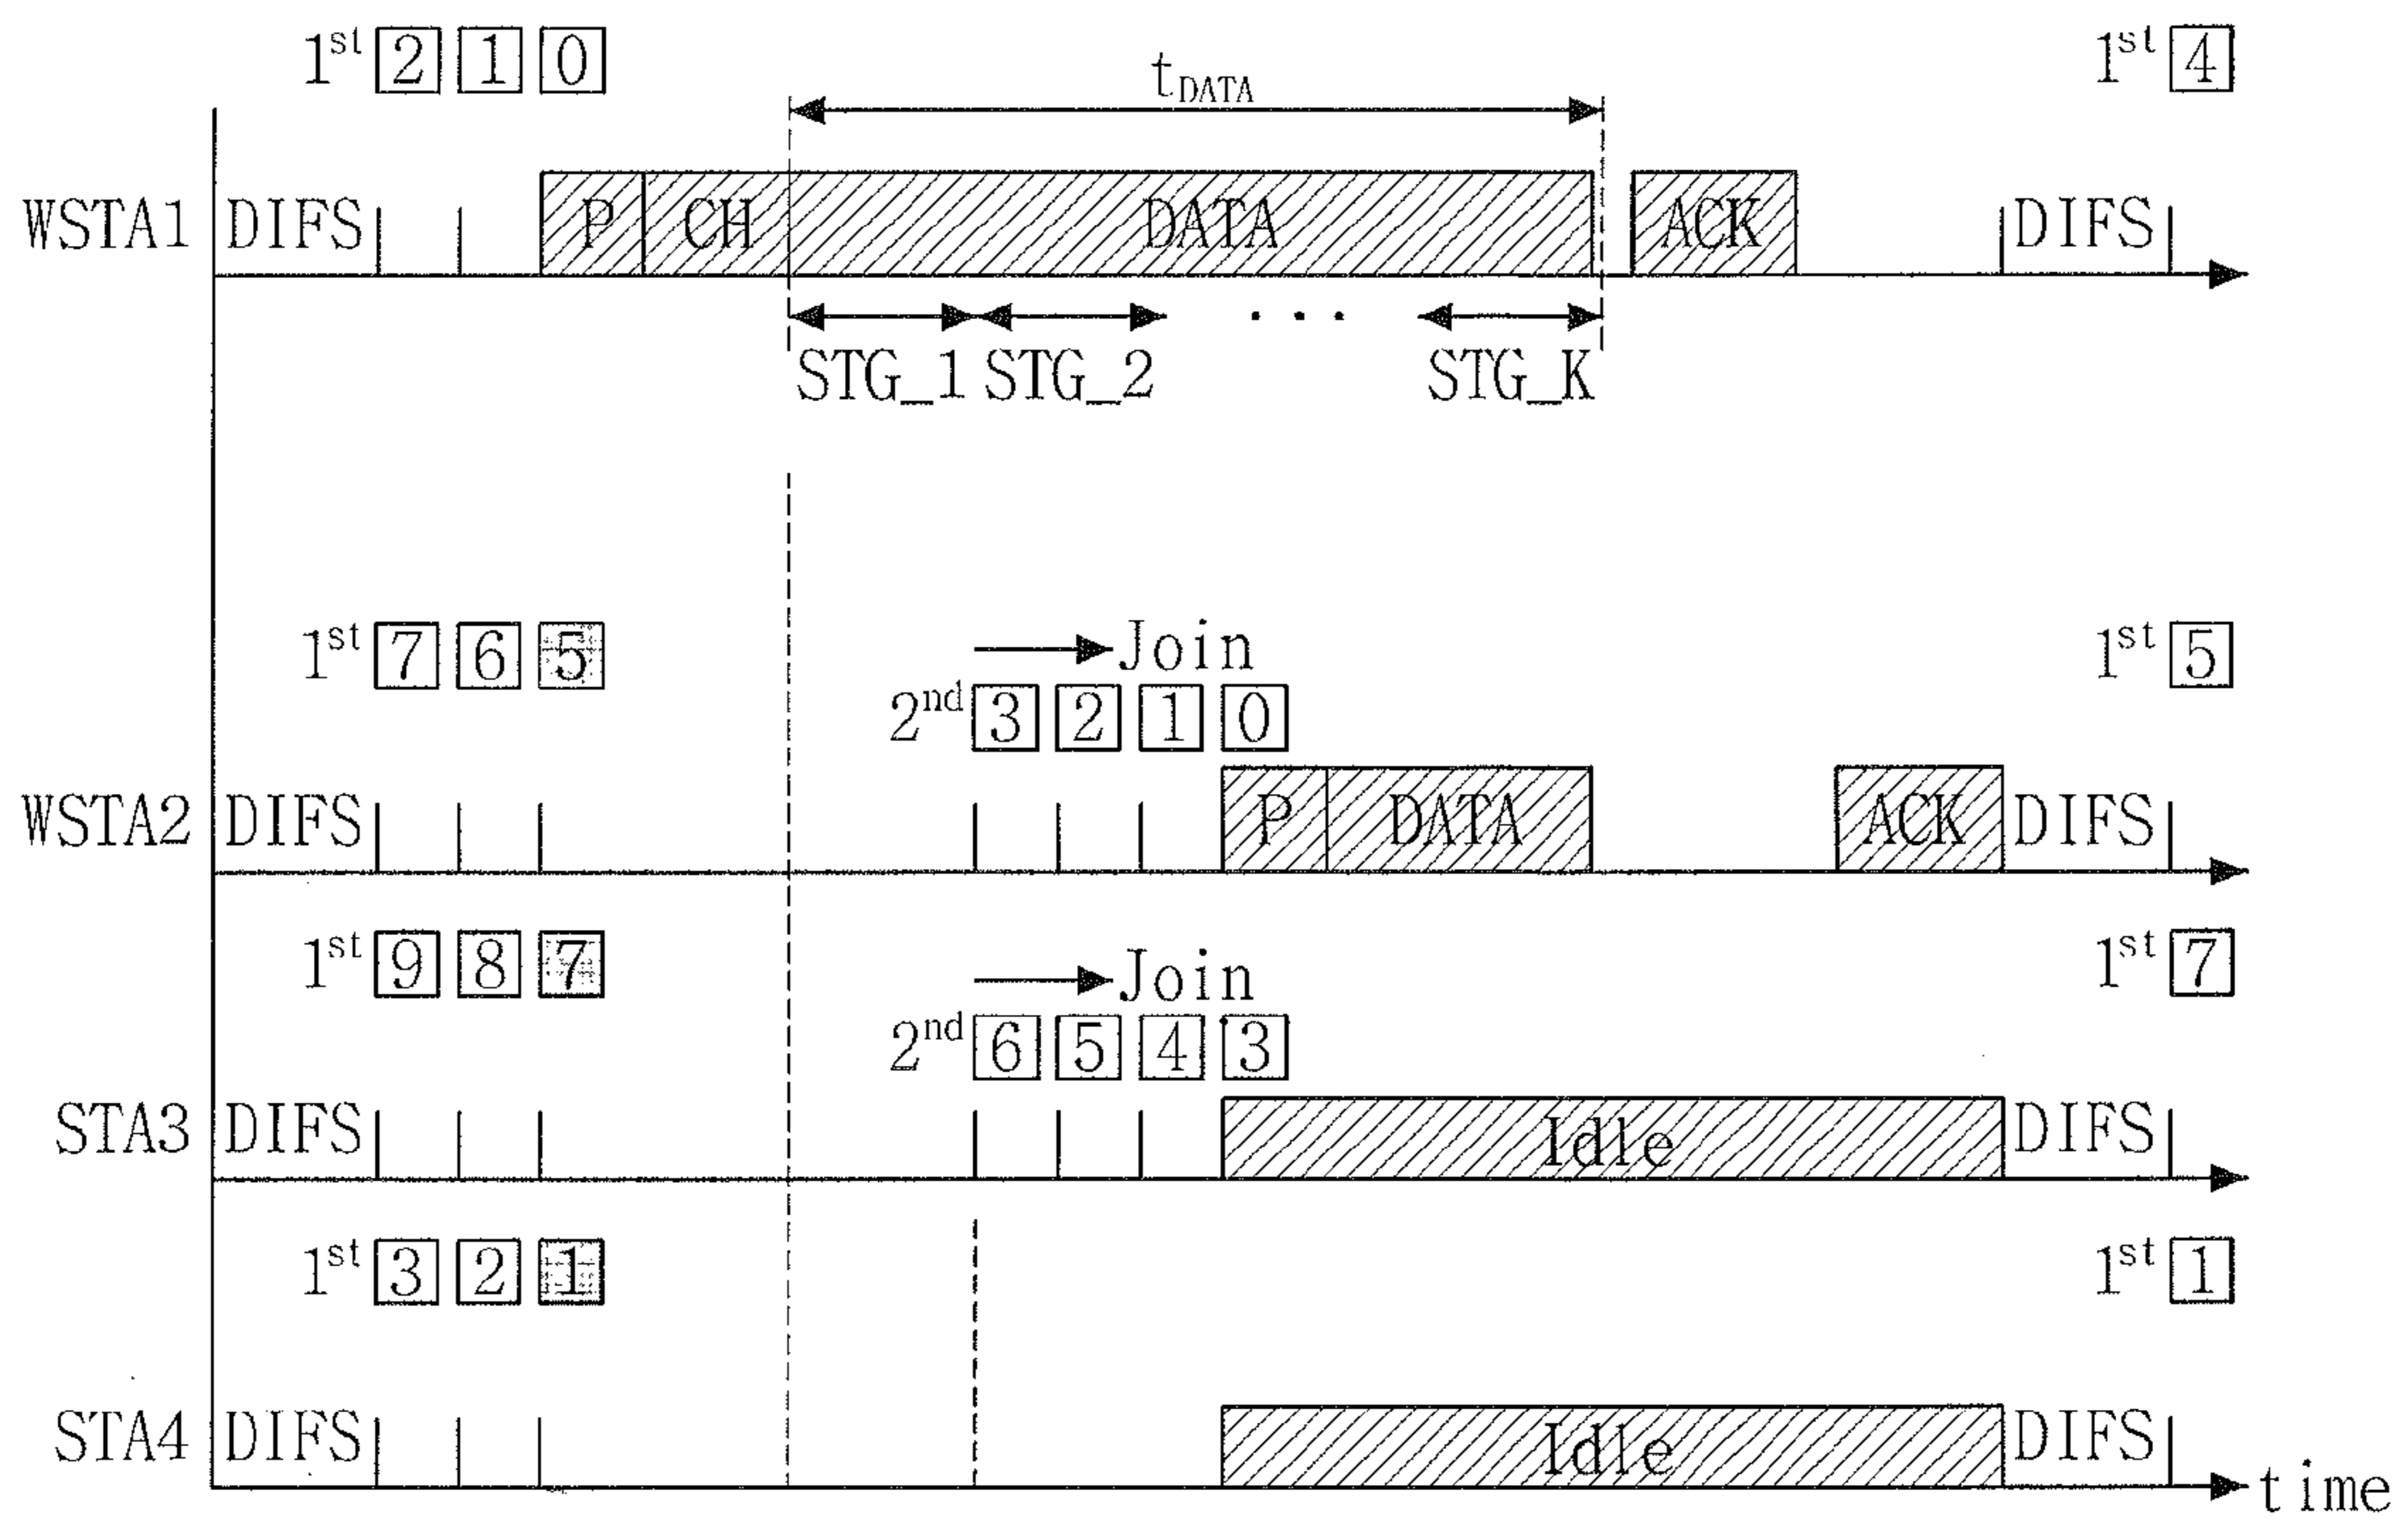 1st 2 1 0 1st 4
tDATA
WSTA1 DIFS P CH DATA ACK DIFS
STG_1 STG_2 ... STG_K
1st 7 6 5 Join 1st 5
2nd 3 2 1 0
WSTA2 DIFS P DATA ACK DIFS
1st 9 8 7 Join 1st 7
2nd 6 5 4 3
STA3 DIFS Idle DIFS
1st 3 2 1 1st 1
STA4 DIFS Idle DIFS
time